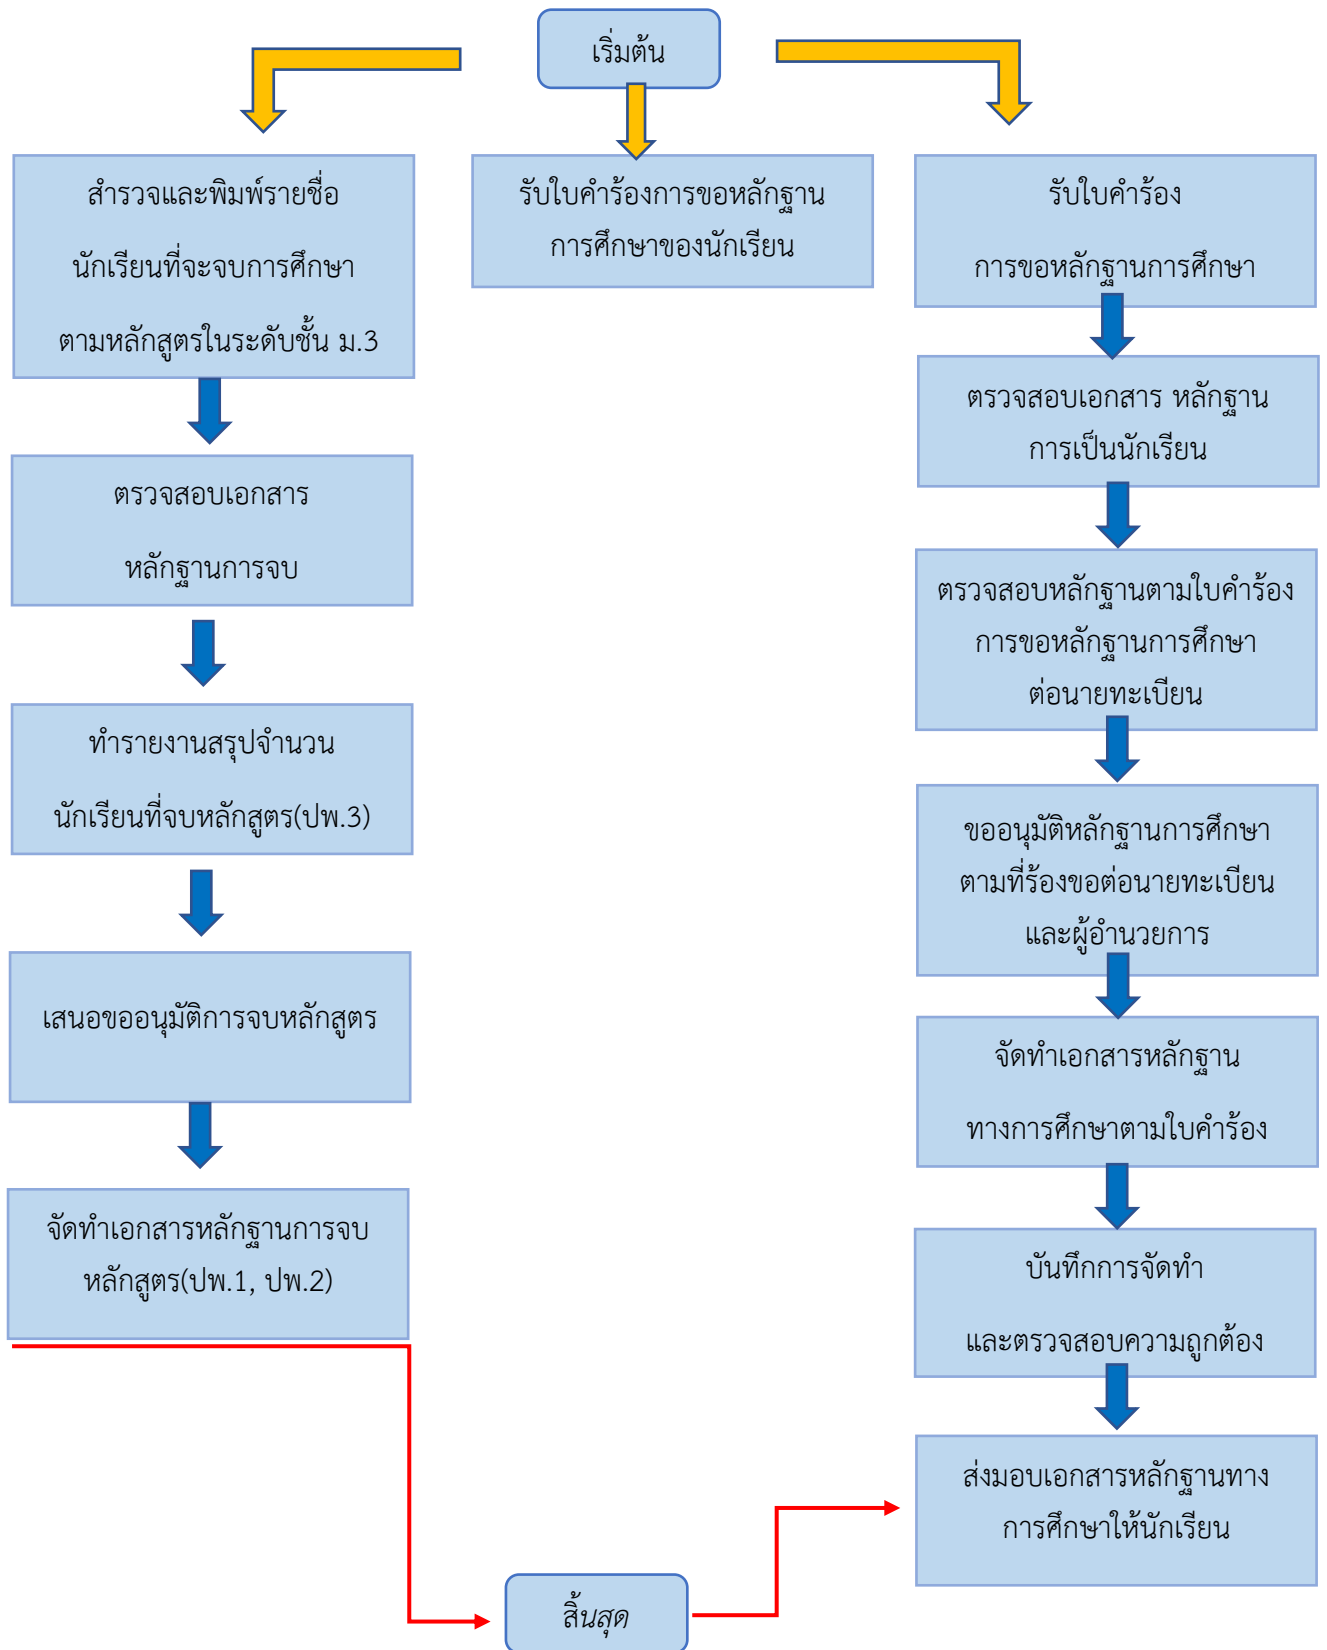 เริ่มต้น
สำรวจและพิมพ์รายชื่อ
นักเรียนที่จะจบการศึกษา
ตามหลักสูตรในระดับชั้น ม.3
ตรวจสอบเอกสาร
หลักฐานการจบ
ทำรายงานสรุปจำนวน
นักเรียนที่จบหลักสูตร(ปพ.3)
เสนอขออนุมัติการจบหลักสูตร
จัดทำเอกสารหลักฐานการจบ
หลักสูตร(ปพ.1, ปพ.2)
รับใบคำร้องการขอหลักฐาน
การศึกษาของนักเรียน
รับใบคำร้อง
การขอหลักฐานการศึกษา
ตรวจสอบเอกสาร หลักฐาน
การเป็นนักเรียน
ตรวจสอบหลักฐานตามใบคำร้อง
การขอหลักฐานการศึกษา
ต่อนายทะเบียน
ขออนุมัติหลักฐานการศึกษา
ตามที่ร้องขอต่อนายทะเบียน
และผู้อำนวยการ
จัดทำเอกสารหลักฐาน
ทางการศึกษาตามใบคำร้อง
บันทึกการจัดทำ
และตรวจสอบความถูกต้อง
ส่งมอบเอกสารหลักฐานทาง
การศึกษาให้นักเรียน
สิ้นสุด